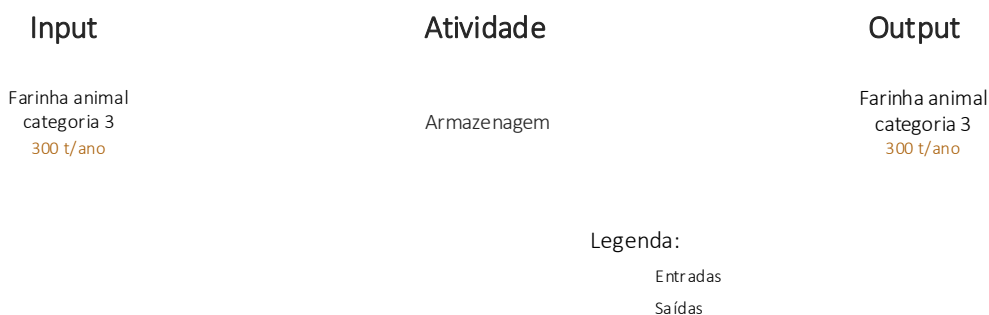 Input
Atividade
Output
Farinha animal
categoria 3
300 t/ano
Armazenagem
Farinha animal
categoria 3
300 t/ano
Legenda:
Entradas
Saídas